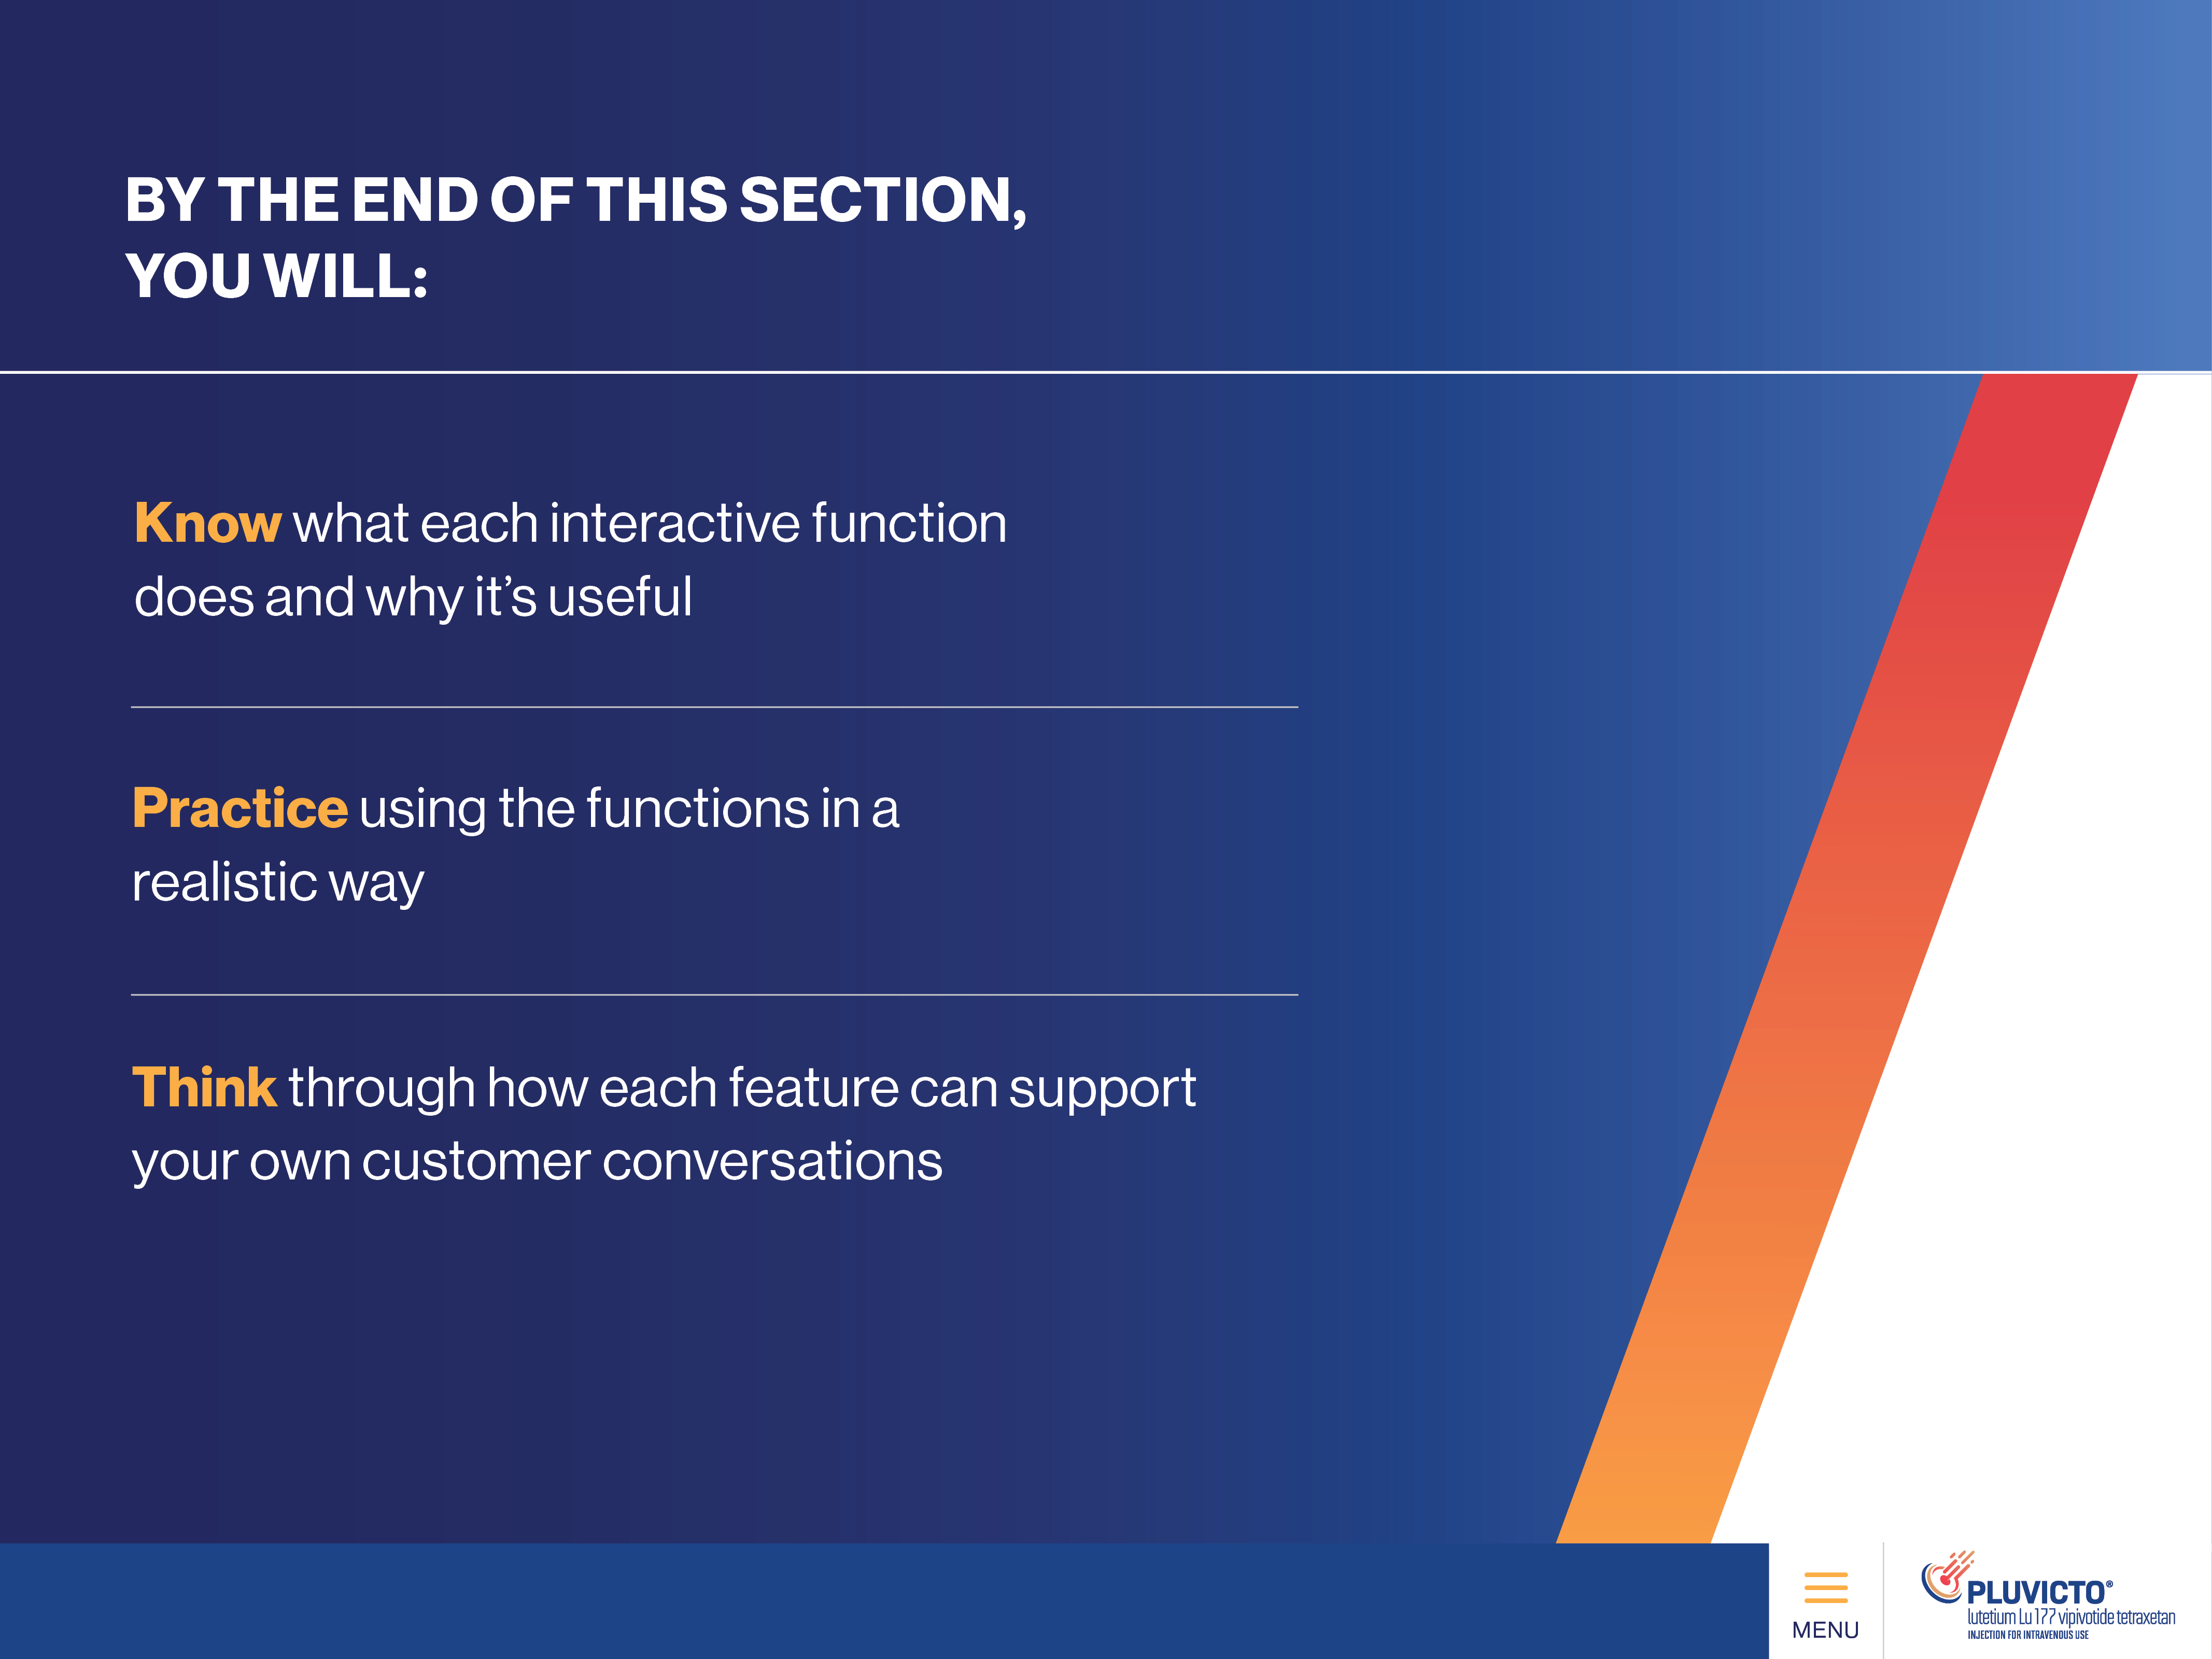 BY THE END OF THIS SECTION,
YOU WILL:
Know what each interactive function
does and why it’s useful
Practice using the functions in a
realistic way
Think through how each feature can support
your own customer conversations
MENU
PLUVICTO®
lutetium Lu 177 vipivotide tetraxetan
INJECTION FOR INTRAVENOUS USE